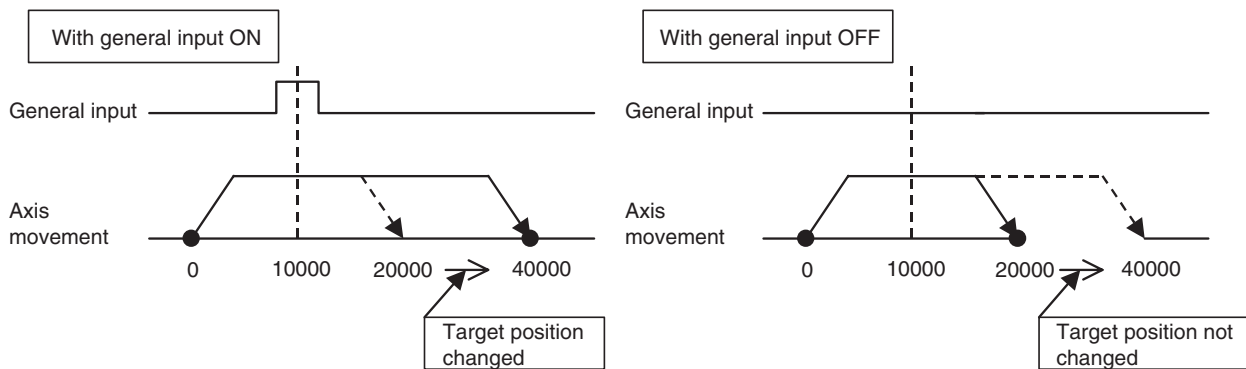 With general input ON
General input
Axis
movement
0 10000 20000 40000
Target position
changed
With general input OFF
General input
Axis
movement
0 10000 20000 40000
Target position not
changed